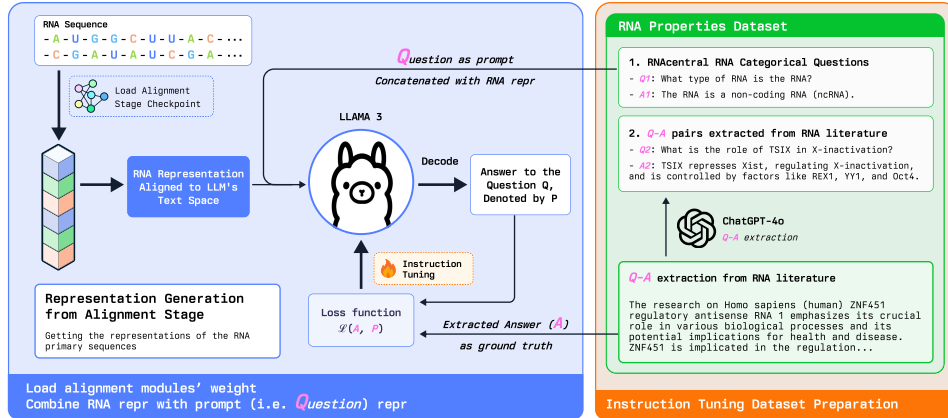 RNA Sequence
- A - U - G - G - C - U - U - A - C - ···
- C - G - A - U - A - U - C - G - A - ···
Load Alignment
Stage Checkpoint
RNA Representation
Aligned to LLM's
Text Space
Representation Generation
from Alignment Stage
Getting the representations of the RNA
primary sequences
Question as prompt
Concatenated with RNA repr
LLAMA 3
Decode
Answer to the
Question Q,
Denoted by P
Instruction
Tuning
Loss function
ℒ(A, P)
Extracted Answer (A)
as ground truth
Load alignment modules’ weight
Combine RNA repr with prompt (i.e. Question) repr
RNA Properties Dataset
1. RNAcentral RNA Categorical Questions
- Q1: What type of RNA is the RNA?
- A1: The RNA is a non-coding RNA (ncRNA).
2. Q-A pairs extracted from RNA literature
- Q2: What is the role of TSIX in X-inactivation?
- A2: TSIX represses Xist, regulating X-inactivation,
and is controlled by factors like REX1, YY1, and Oct4.
ChatGPT-4o
Q-A extraction
Q-A extraction from RNA literature
The research on Homo sapiens (human) ZNF451
regulatory antisense RNA 1 emphasizes its crucial
role in various biological processes and its
potential implications for health and disease.
ZNF451 is implicated in the regulation...
Instruction Tuning Dataset Preparation